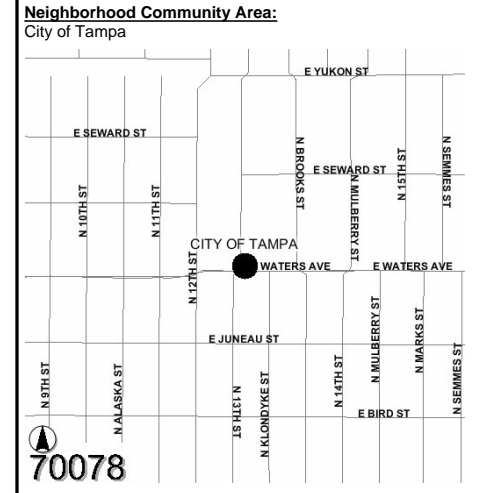 Neighborhood Community Area:
City of Tampa
E YUKON ST
E SEWARD ST
N BROOKS ST
E SEWARD ST
N MULBERRY ST
N 15TH ST
N SEMMES ST
N 10TH ST
N 11TH ST
CITY OF TAMPA
N 12TH ST
WATERS AVE
E WATERS AVE
E JUNEAU ST
N 9TH ST
N ALASKA ST
N 13TH ST
N KLONDYKE ST
N 14TH ST
N MULBERRY ST
N MARKS ST
N SEMMES ST
E BIRD ST
70078